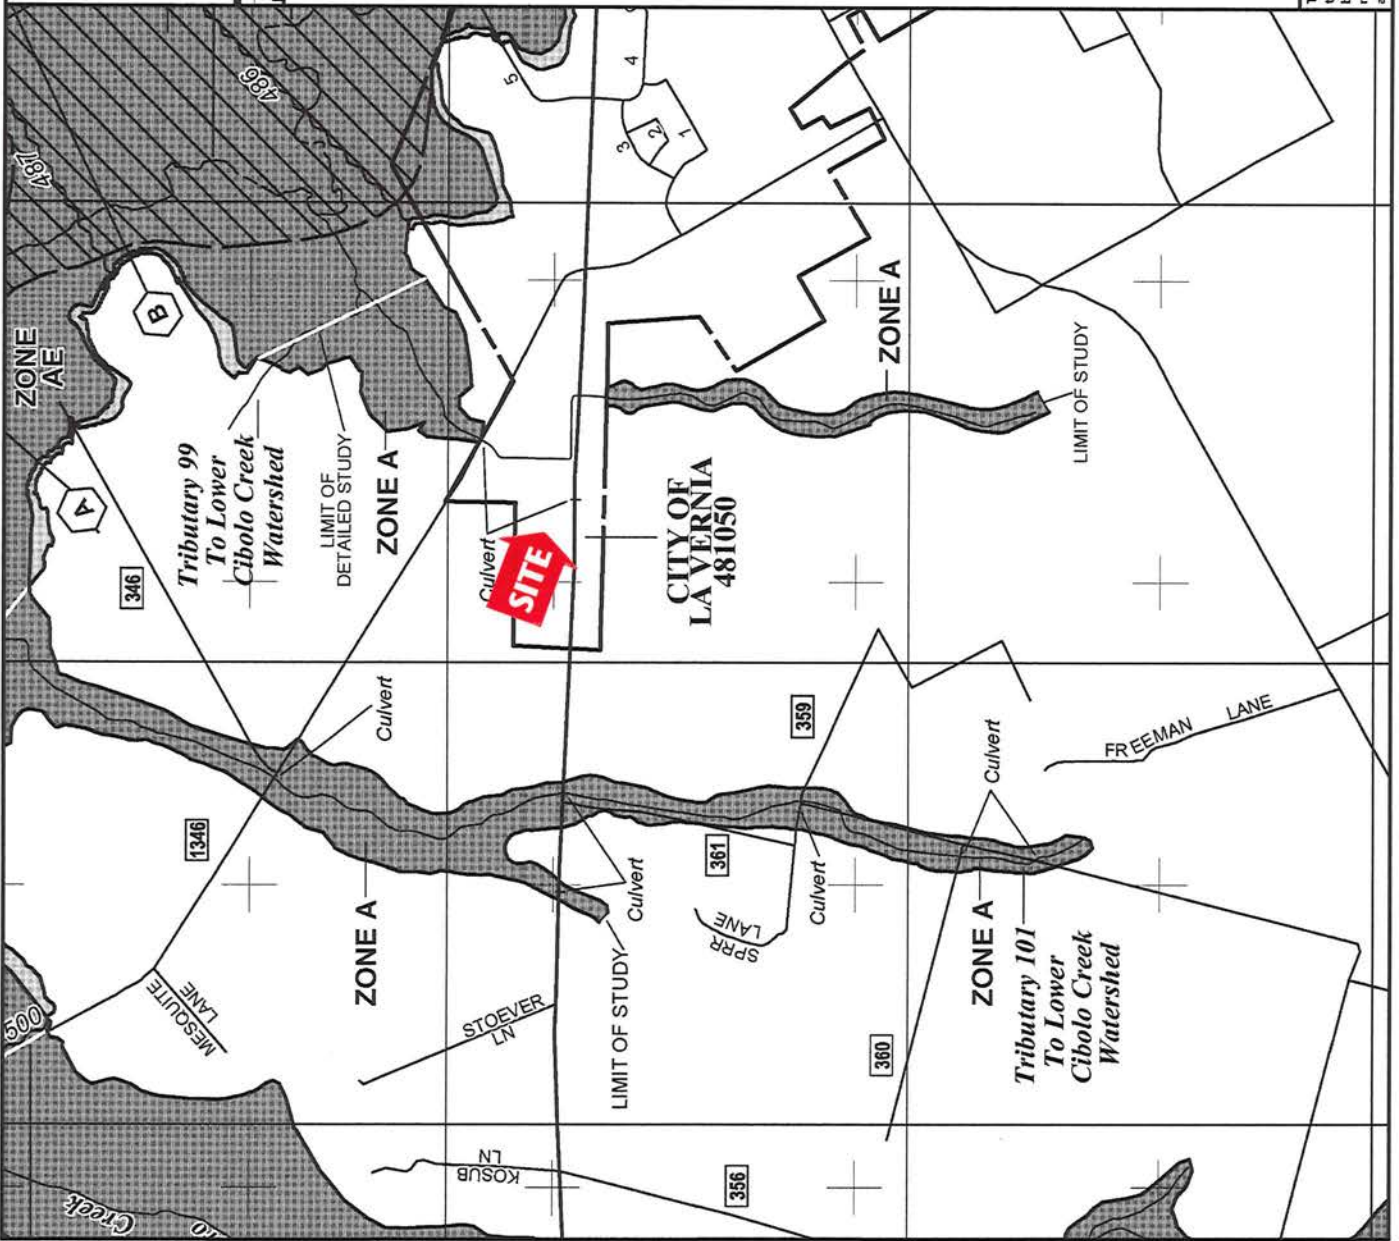 487
486
5
4
3
2
1
ZONE
AE
B
A
Tributary 99
To Lower
Cibolo Creek
Watershed
LIMIT OF
DETAILED STUDY
ZONE A
346
Culvert
SITE
CITY OF
LA VERNIA
481050
ZONE A
LIMIT OF STUDY
Culvert
359
Culvert
FREEMAN LANE
1346
ZONE A
Culvert
361
SPRR
LANE
Culvert
ZONE A
Tributary 101
To Lower
Cibolo Creek
Watershed
LIMIT OF STUDY
MESQUITE
LANE
STOEVER
LN
500
360
KOSUB
LN
356
Creek